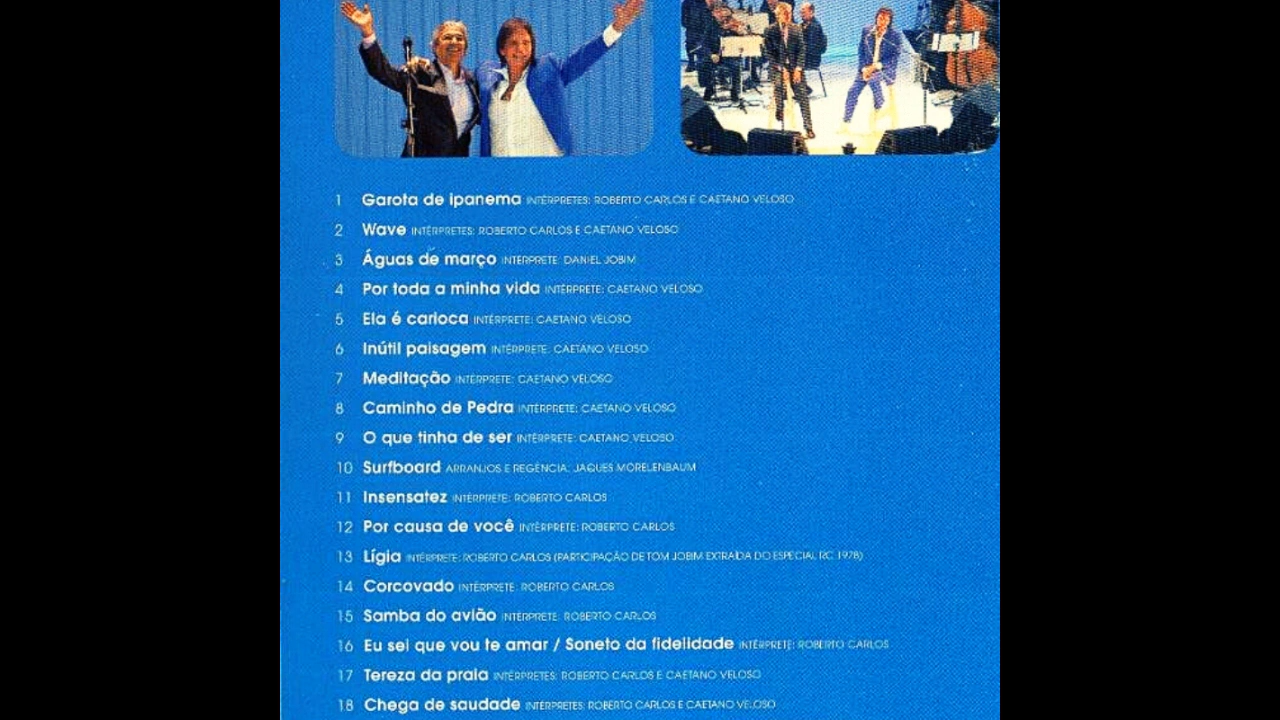 1 Garota de Ipanema INTÉRPRETES: ROBERTO CARLOS E CAETANO VELOSO
2 Wave INTÉRPRETES: ROBERTO CARLOS E CAETANO VELOSO
3 Águas de março INTÉRPRETE: DANIEL JOBIM
4 Por toda a minha vida INTÉRPRETE: CAETANO VELOSO
5 Ela é carioca INTÉRPRETE: CAETANO VELOSO
6 Inútil paisagem INTÉRPRETE: CAETANO VELOSO
7 Meditação INTÉRPRETE: CAETANO VELOSO
8 Caminho de Pedra INTÉRPRETE: CAETANO VELOSO
9 O que tinha de ser INTÉRPRETE: CAETANO VELOSO
10 Surfboard ARRANJOS E REGÊNCIA: JAQUES MORELENBAUM
11 Insensatez INTÉRPRETE: ROBERTO CARLOS
12 Por causa de você INTÉRPRETE: ROBERTO CARLOS
13 Lígia INTÉRPRETE: ROBERTO CARLOS (PARTICIPAÇÃO DE TOM JOBIM EXTRAÍDA DO ESPECIAL RC 1978)
14 Corcovado INTÉRPRETE: ROBERTO CARLOS
15 Samba do avião INTÉRPRETE: ROBERTO CARLOS
16 Eu sei que vou te amar / Soneto da fidelidade INTÉRPRETE: ROBERTO CARLOS
17 Tereza da praia INTÉRPRETES: ROBERTO CARLOS E CAETANO VELOSO
18 Chega de saudade INTÉRPRETES: ROBERTO CARLOS E CAETANO VELOSO